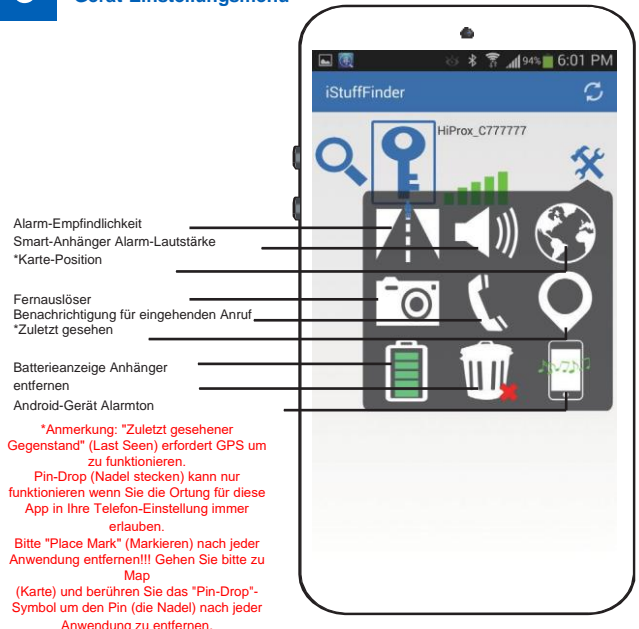 Gerät-Einstellungsmenü
94% 6:01 PM
iStuffFinder
HiProx_C777777
Alarm-Empfindlichkeit
Smart-Anhänger Alarm-Lautstärke
*Karte-Position
Fernauslöser
Benachrichtigung für eingehenden Anruf
*Zuletzt gesehen
Batterieanzeige Anhänger
entfernen
Android-Gerät Alarmton
*Anmerkung: "Zuletzt gesehener
Gegenstand" (Last Seen) erfordert GPS um
zu funktionieren.
Pin-Drop (Nadel stecken) kann nur
funktionieren wenn Sie die Ortung für diese
App in Ihre Telefon-Einstellung immer
erlauben.
Bitte "Place Mark" (Markieren) nach jeder
Anwendung entfernen!!! Gehen Sie bitte zu
Map
(Karte) und berühren Sie das "Pin-Drop"-
Symbol um den Pin (die Nadel) nach jeder
Anwendung zu entfernen.